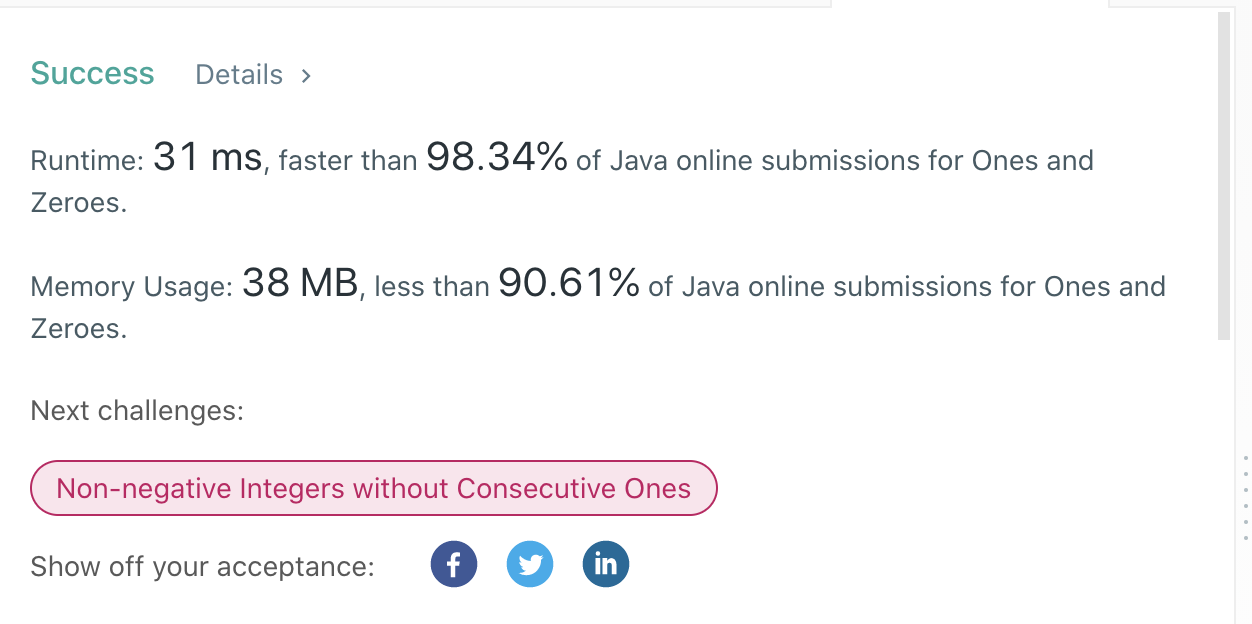 Success Details >
Runtime: 31 ms, faster than 98.34% of Java online submissions for Ones and
Zeroes.
Memory Usage: 38 MB, less than 90.61% of Java online submissions for Ones and
Zeroes.
Next challenges:
Non-negative Integers without Consecutive Ones
Show off your acceptance: f in